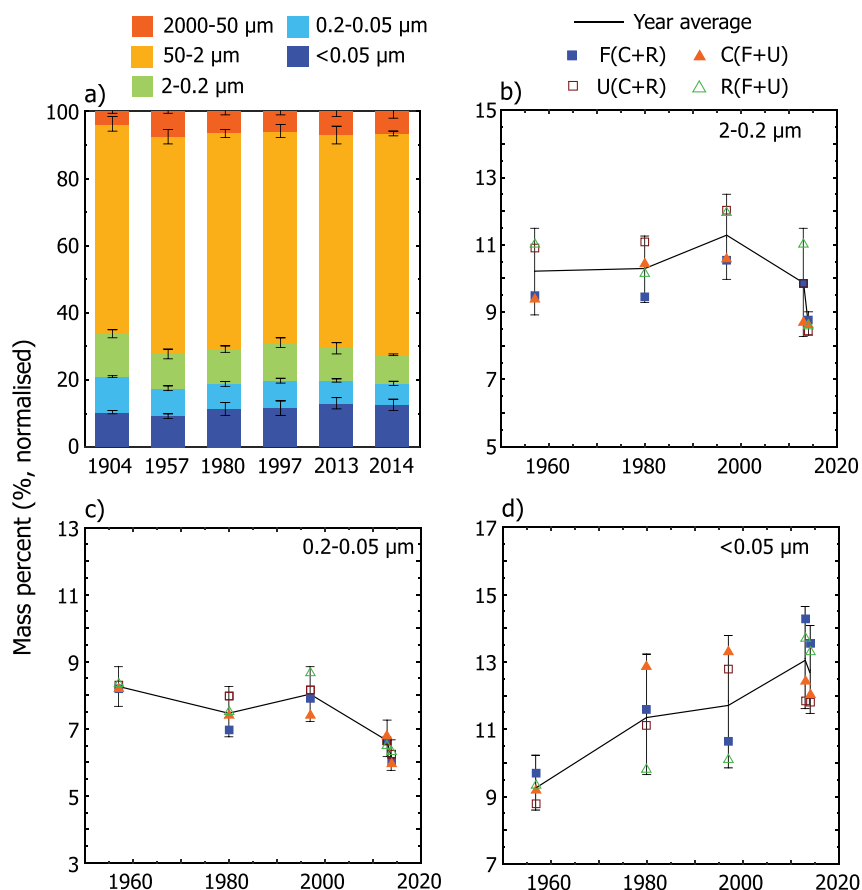 2000-50 µm
0.2-0.05 µm
50-2 µm
<0.05 µm
2-0.2 µm
Year average
F(C+R)
C(F+U)
U(C+R)
R(F+U)
Mass percent (%, normalised)
a)
100
80
60
40
20
0
1904 1957 1980 1997 2013 2014
b)
2-0.2 µm
15
13
11
9
7
5
1960 1980 2000 2020
c)
0.2-0.05 µm
13
11
9
7
5
3
1960 1980 2000 2020
d)
<0.05 µm
17
15
13
11
9
7
1960 1980 2000 2020